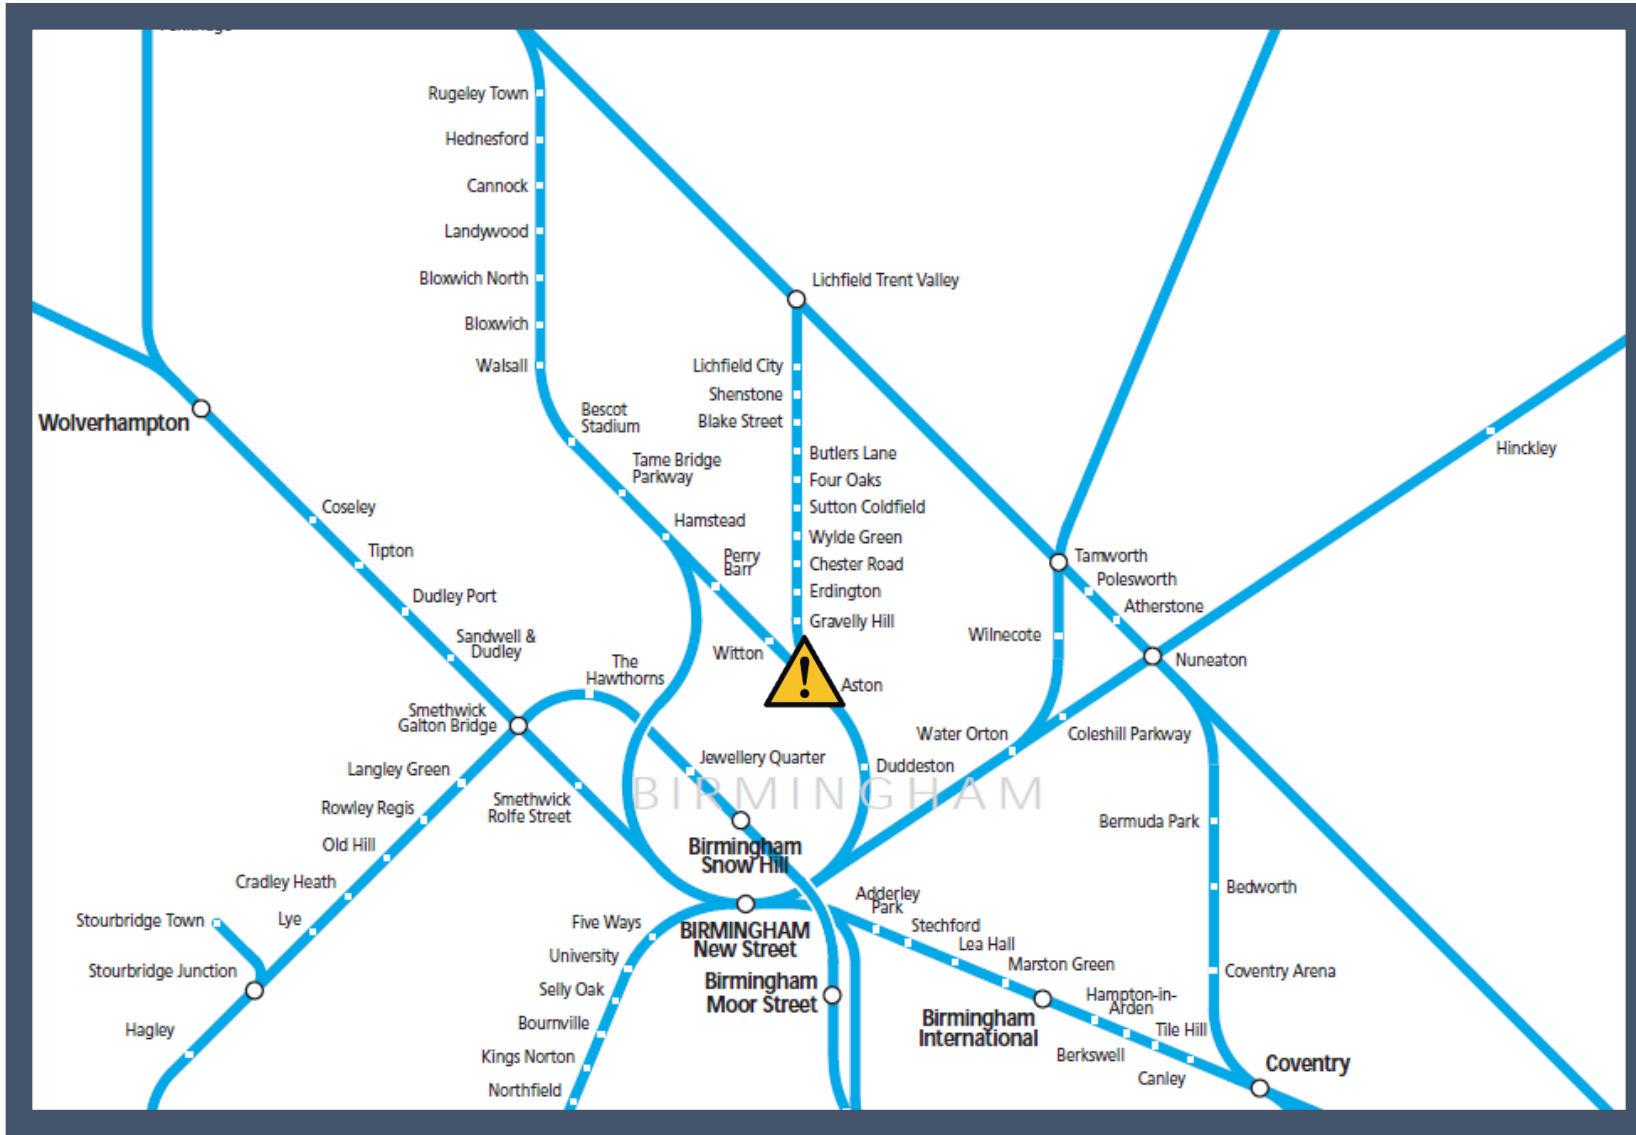 Rugeley Town
Hednesford
Cannock
Landywood
Bloxwich North
Bloxwich
Walsall
Lichfield Trent Valley
Lichfield City
Shenstone
Blake Street
Butlers Lane
Four Oaks
Sutton Coldfield
Wylde Green
Chester Road
Erdington
Gravelly Hill
Wolverhampton
Bescot
Stadium
Tame Bridge
Parkway
Hamstead
Perry
Barr
Witton
Aston
Hinckley
Coseley
Tipton
Dudley Port
Sandwell &
Dudley
The
Hawthorns
Smethwick
Galton Bridge
Tamworth
Polesworth
Atherstone
Wilnecote
Nuneaton
Water Orton
Coleshill Parkway
Langley Green
Rowley Regis
Old Hill
Cradley Heath
Lye
Stourbridge Town
Stourbridge Junction
Hagley
Smethwick
Rolfe Street
Jewellery Quarter
Duddeston
BIRMINGHAM
Birmingham
Snow Hill
Bermuda Park
Bedworth
Coventry Arena
Five Ways
University
Selly Oak
Bournville
Kings Norton
Northfield
BIRMINGHAM
New Street
Birmingham
Moor Street
Adderley
Park
Stechford
Lea Hall
Marston Green
Birmingham
International
Hampton-in-
Arden
Tile Hill
Berkswell
Canley
Coventry